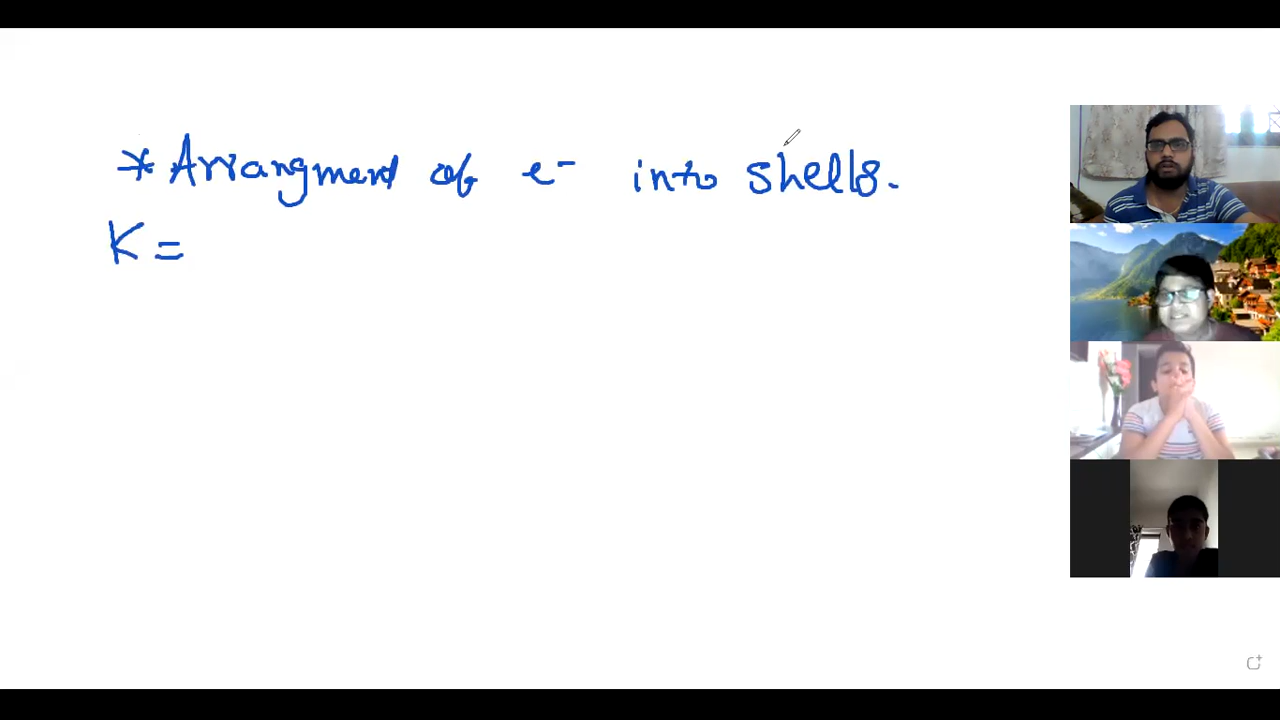 * Arrangment of e⁻ into shells.
K =